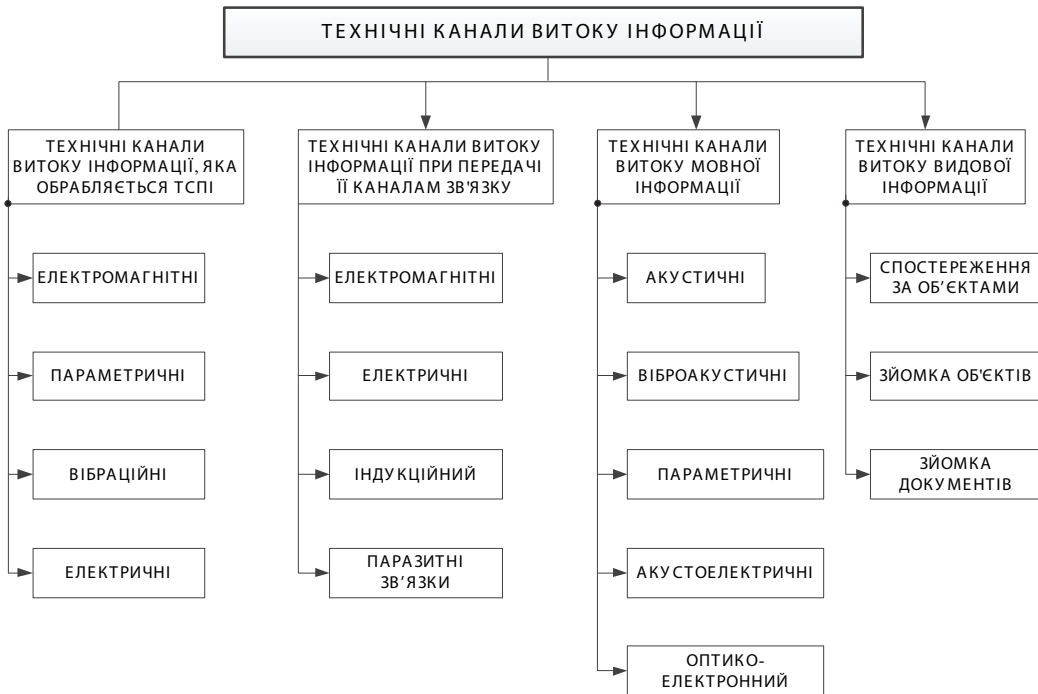 ТЕХНІЧНІ КАНАЛИ ВИТОКУ ІНФОРМАЦІЇ
ТЕХНІЧНІ КАНАЛИ
ВИТОКУ ІНФОРМАЦІЇ, ЯКА
ОБРАБЛЯЄТЬСЯ ТСПІ
ЕЛЕКТРОМАГНІТНІ
ПАРАМЕТРИЧНІ
ВІБРАЦІЙНІ
ЕЛЕКТРИЧНІ
ТЕХНІЧНІ КАНАЛИ ВИТОКУ
ІНФОРМАЦІЇ ПРИ ПЕРЕДАЧІ
ЇЇ КАНАЛАМ ЗВ'ЯЗКУ
ЕЛЕКТРОМАГНІТНІ
ЕЛЕКТРИЧНІ
ІНДУКЦІЙНИЙ
ПАРАЗИТНІ
ЗВ’ЯЗКИ
ТЕХНІЧНІ КАНАЛИ
ВИТОКУ МОВНОЇ
ІНФОРМАЦІЇ
АКУСТИЧНІ
ВІБРОАКУСТИЧНІ
ПАРАМЕТРИЧНІ
АКУСТОЕЛЕКТРИЧНІ
ОПТИКО-
ЕЛЕКТРОННИЙ
ТЕХНІЧНІ КАНАЛИ
ВИТОКУ ВИДОВОЇ
ІНФОРМАЦІЇ
СПОСТЕРЕЖЕННЯ
ЗА ОБ’ЄКТАМИ
ЗЙОМКА ОБ'ЄКТІВ
ЗЙОМКА
ДОКУМЕНТІВ